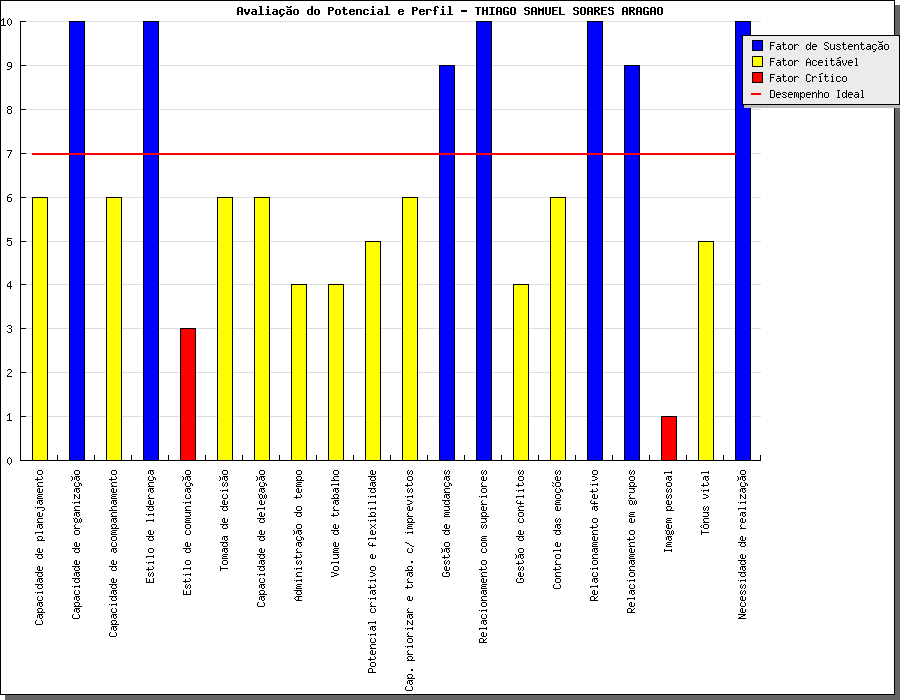 Avaliação do Potencial e Perfil - THIAGO SAMUEL SOARES ARAGAO
Fator de Sustentação
Fator Aceitável
Fator Crítico
Desempenho Ideal
10
9
8
7
6
5
4
3
2
1
0
Capacidade de planejamento
Capacidade de organização
Capacidade de acompanhamento
Estilo de liderança
Estilo de comunicação
Tomada de decisão
Capacidade de delegação
Administração do tempo
Volume de trabalho
Potencial criativo e flexibilidade
Cap. priorizar e trab. c/ imprevistos
Gestão de mudanças
Relacionamento com superiores
Gestão de conflitos
Controle das emoções
Relacionamento afetivo
Relacionamento em grupos
Imagem pessoal
Tônus vital
Necessidade de realização